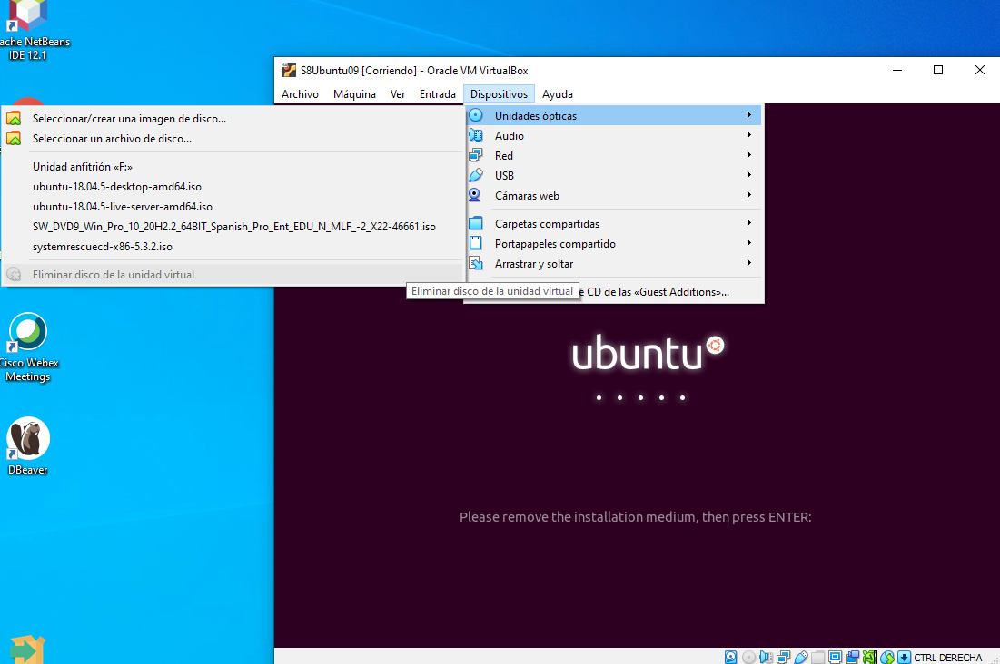 ache NetBeans
IDE 12.1
S8Ubuntu09 [Corriendo] - Oracle VM VirtualBox
Archivo Máquina Ver Entrada Dispositivos Ayuda
Seleccionar/crear una imagen de disco...
Seleccionar un archivo de disco...
Unidad anfitrión «F:»
ubuntu-18.04.5-desktop-amd64.iso
ubuntu-18.04.5-live-server-amd64.iso
SW_DVD9_Win_Pro_10_20H2.2_64BIT_Spanish_Pro_Ent_EDU_N_MLF_-2_X22-46661.iso
systemrescuecd-x86-5.3.2.iso
Eliminar disco de la unidad virtual
Unidades ópticas
Audio
Red
USB
Cámaras web
Carpetas compartidas
Portapapeles compartido
Arrastrar y soltar
Eliminar disco de la unidad virtual
e CD de las «Guest Additions»...
Cisco Webex
Meetings
DBeaver
ubuntu
Please remove the installation medium, then press ENTER:
CTRL DERECHA